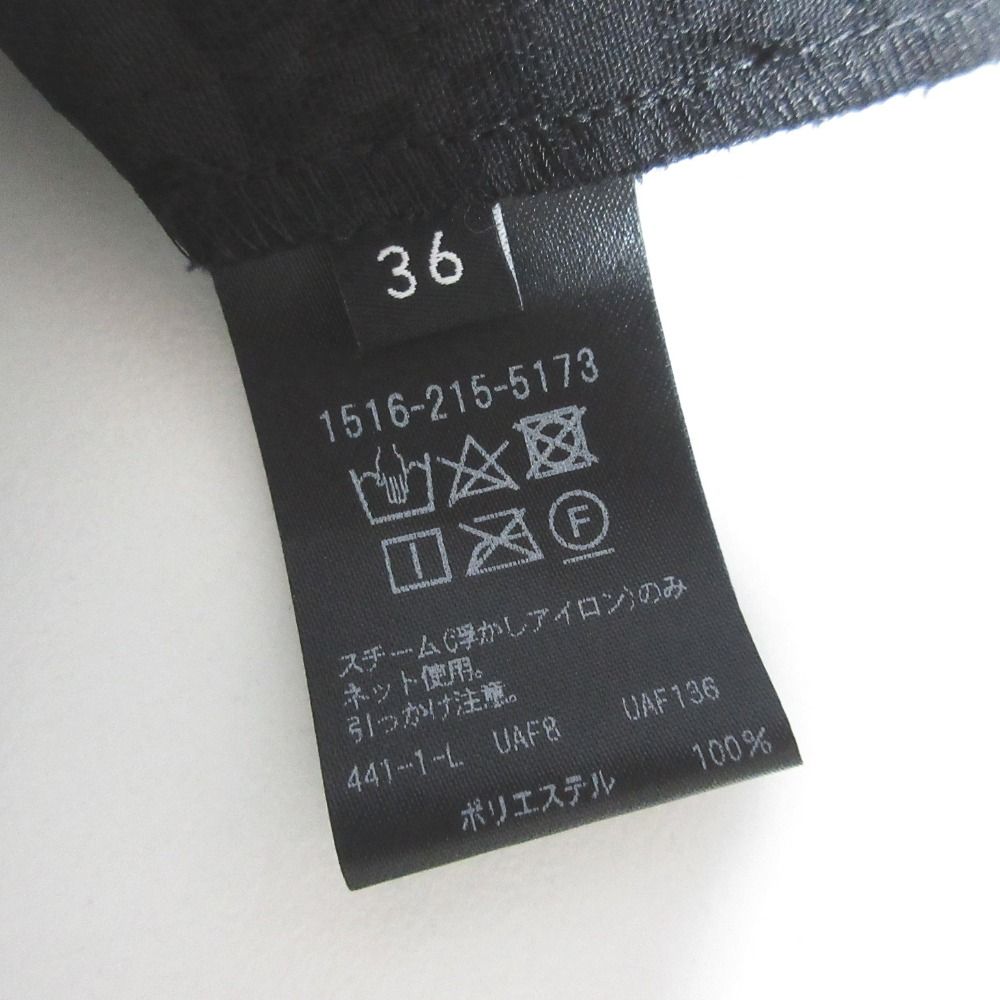 36
1516-215-5173
F
スチーム(浮かしアイロン)のみ
ネット使用。
引っかけ注意。
441-1-L UAF8 UAF136
ポリエステル 100%